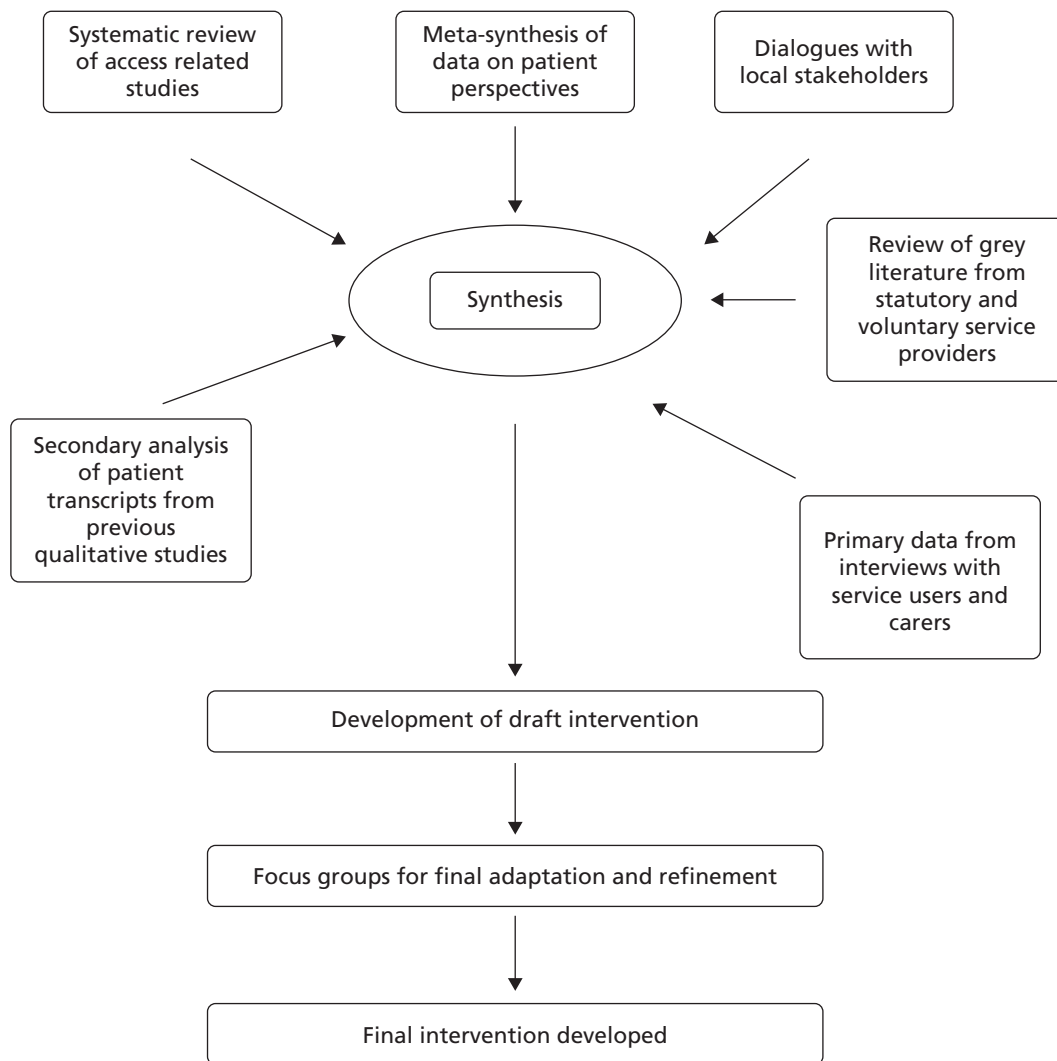 Systematic review
of access related
studies
Meta-synthesis of
data on patient
perspectives
Dialogues with
local stakeholders
Review of grey
literature from
statutory and
voluntary service
providers
Synthesis
Secondary analysis
of patient
transcripts from
previous
qualitative studies
Primary data from
interviews with
service users and
carers
Development of draft intervention
Focus groups for final adaptation and refinement
Final intervention developed